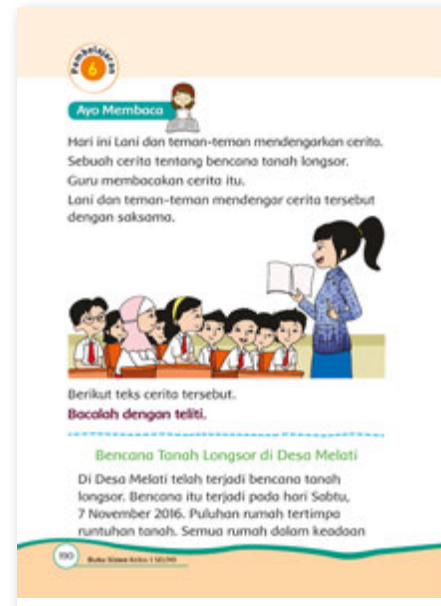 Pembelajaran
6
Ayo Membaca
Hari ini Lani dan teman-teman mendengarkan cerita.
Sebuah cerita tentang bencana tanah longsor.
Guru membacakan cerita itu.
Lani dan teman-teman mendengar cerita tersebut
dengan saksama.
Berikut teks cerita tersebut.
Bacalah dengan teliti.
Bencana Tanah Longsor di Desa Melati
Di Desa Melati telah terjadi bencana tanah
longsor. Bencana itu terjadi pada hari Sabtu,
7 November 2016. Puluhan rumah tertimpa
runtuhan tanah. Semua rumah dalam keadaan
190 Buku Siswa Kelas 1 SD/MI